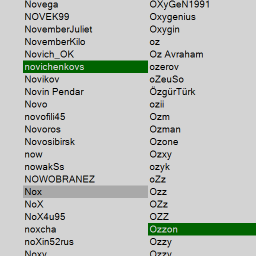 Novega
NOVEK99
NovemberJuliet
NovemberKilo
Novich_OK
novichenkovs
Novikov
Novin Pendar
Novo
novofili45
Novoros
Novosibirsk
now
nowakSs
NOWOBRANEZ
Nox
NoX
NoX4u95
noxcha
noXin52rus
Noxy
OXyGeN1991
Oxygenius
Oxygin
oz
Oz Avraham
ozerov
oZeuSo
ÖzgürTürk
ozii
Ozm
Ozman
Ozone
Ozxy
ozyk
oZz
Ozz
OZz
OZZ
Ozzon
Ozzy
Ozzy